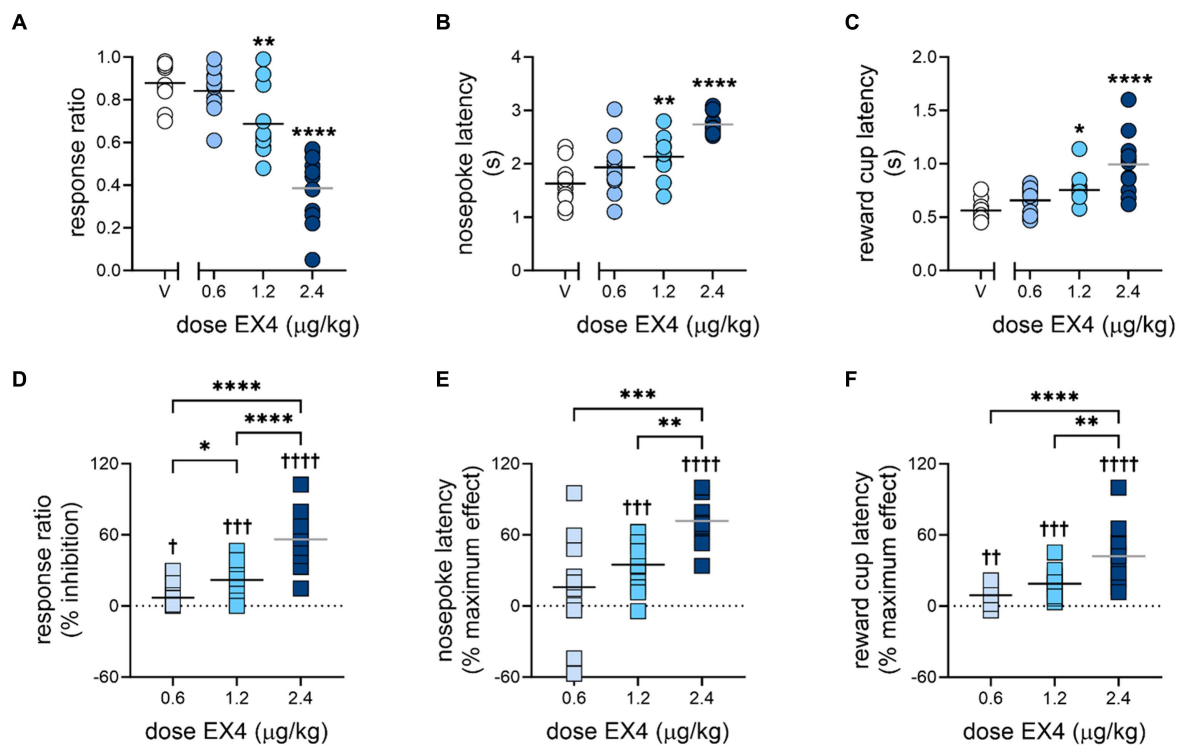 A
response ratio
1.0
0.8
0.6
0.4
0.2
0.0
**
****
V
0.6
1.2
2.4
dose EX4 (μg/kg)
B
nosepoke latency
(s)
4
3
2
1
0
**
****
V
0.6
1.2
2.4
dose EX4 (μg/kg)
C
reward cup latency
(s)
2.0
1.5
1.0
0.5
0.0
*
****
V
0.6
1.2
2.4
dose EX4 (μg/kg)
D
response ratio
(% inhibition)
120
60
0
-60
****
****
*
†
†††
††††
0.6
1.2
2.4
dose EX4 (μg/kg)
E
nosepoke latency
(% maximum effect)
120
60
0
-60
***
**
†††
††††
0.6
1.2
2.4
dose EX4 (μg/kg)
F
reward cup latency
(% maximum effect)
120
60
0
-60
****
**
††
†††
††††
0.6
1.2
2.4
dose EX4 (μg/kg)